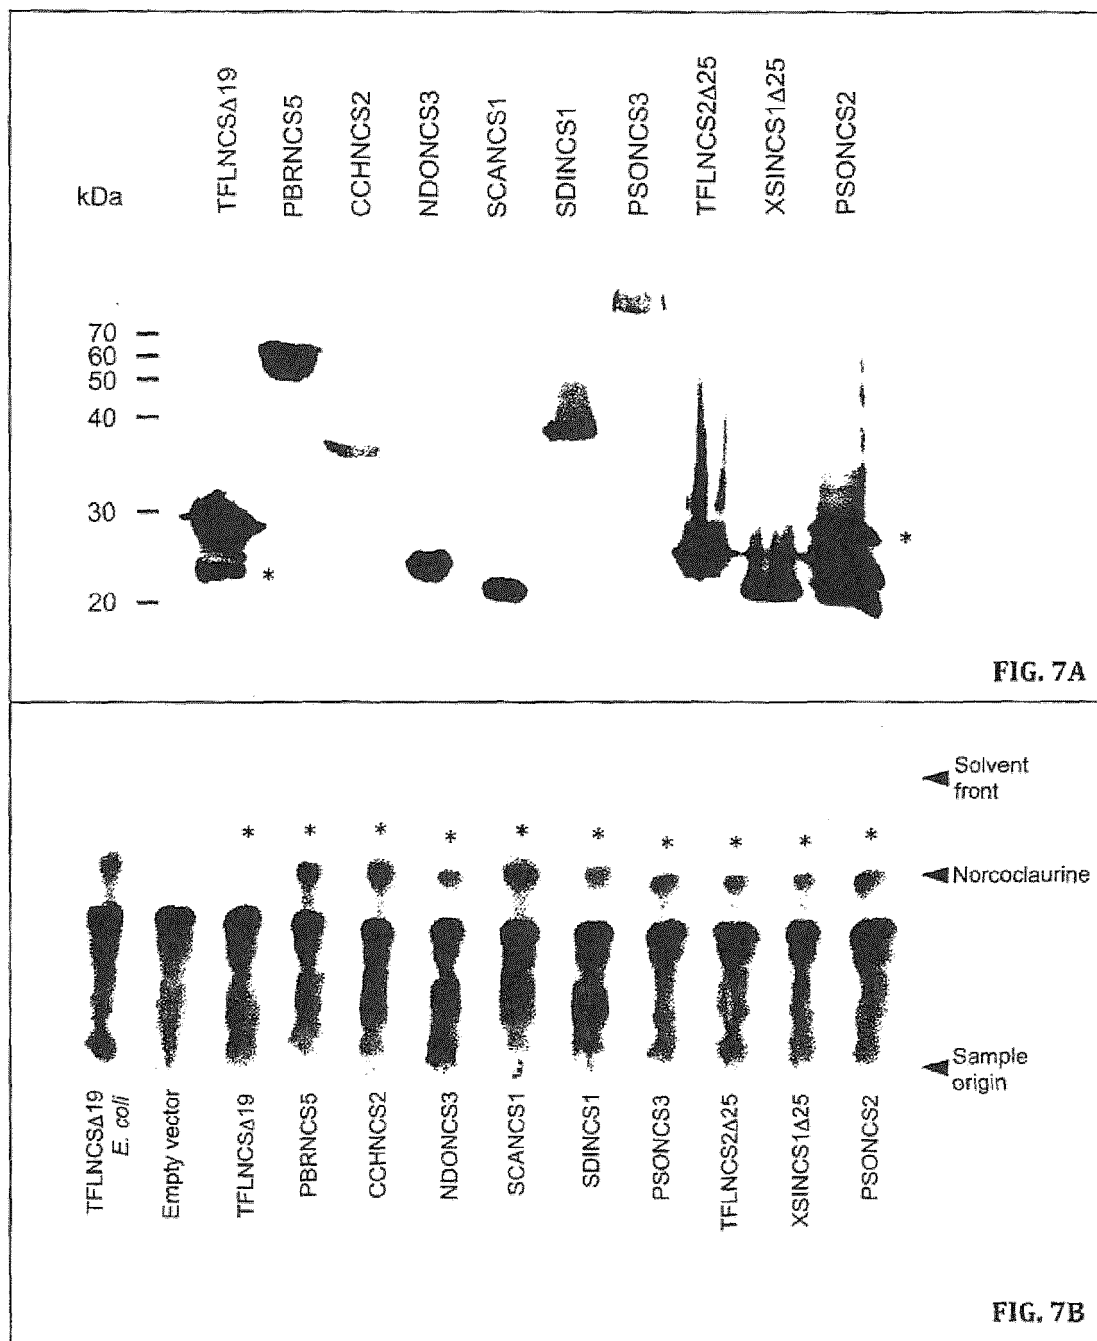 TFLNCSΔ19
PBRNCS5
CCHNCS2
NDONCS3
SCANCS1
SDINCS1
PSONCS3
TFLNCS2Δ25
XSINCS1Δ25
PSONCS2
kDa
70
60
50
40
30
20
*
*
FIG. 7A
Solvent
front
* * * * * * * * * *
Norcoclaurine
Sample
origin
TFLNCSΔ19
E. coli
Empty vector
TFLNCSΔ19
PBRNCS5
CCHNCS2
NDONCS3
SCANCS1
SDINCS1
PSONCS3
TFLNCS2Δ25
XSINCS1Δ25
PSONCS2
FIG. 7B